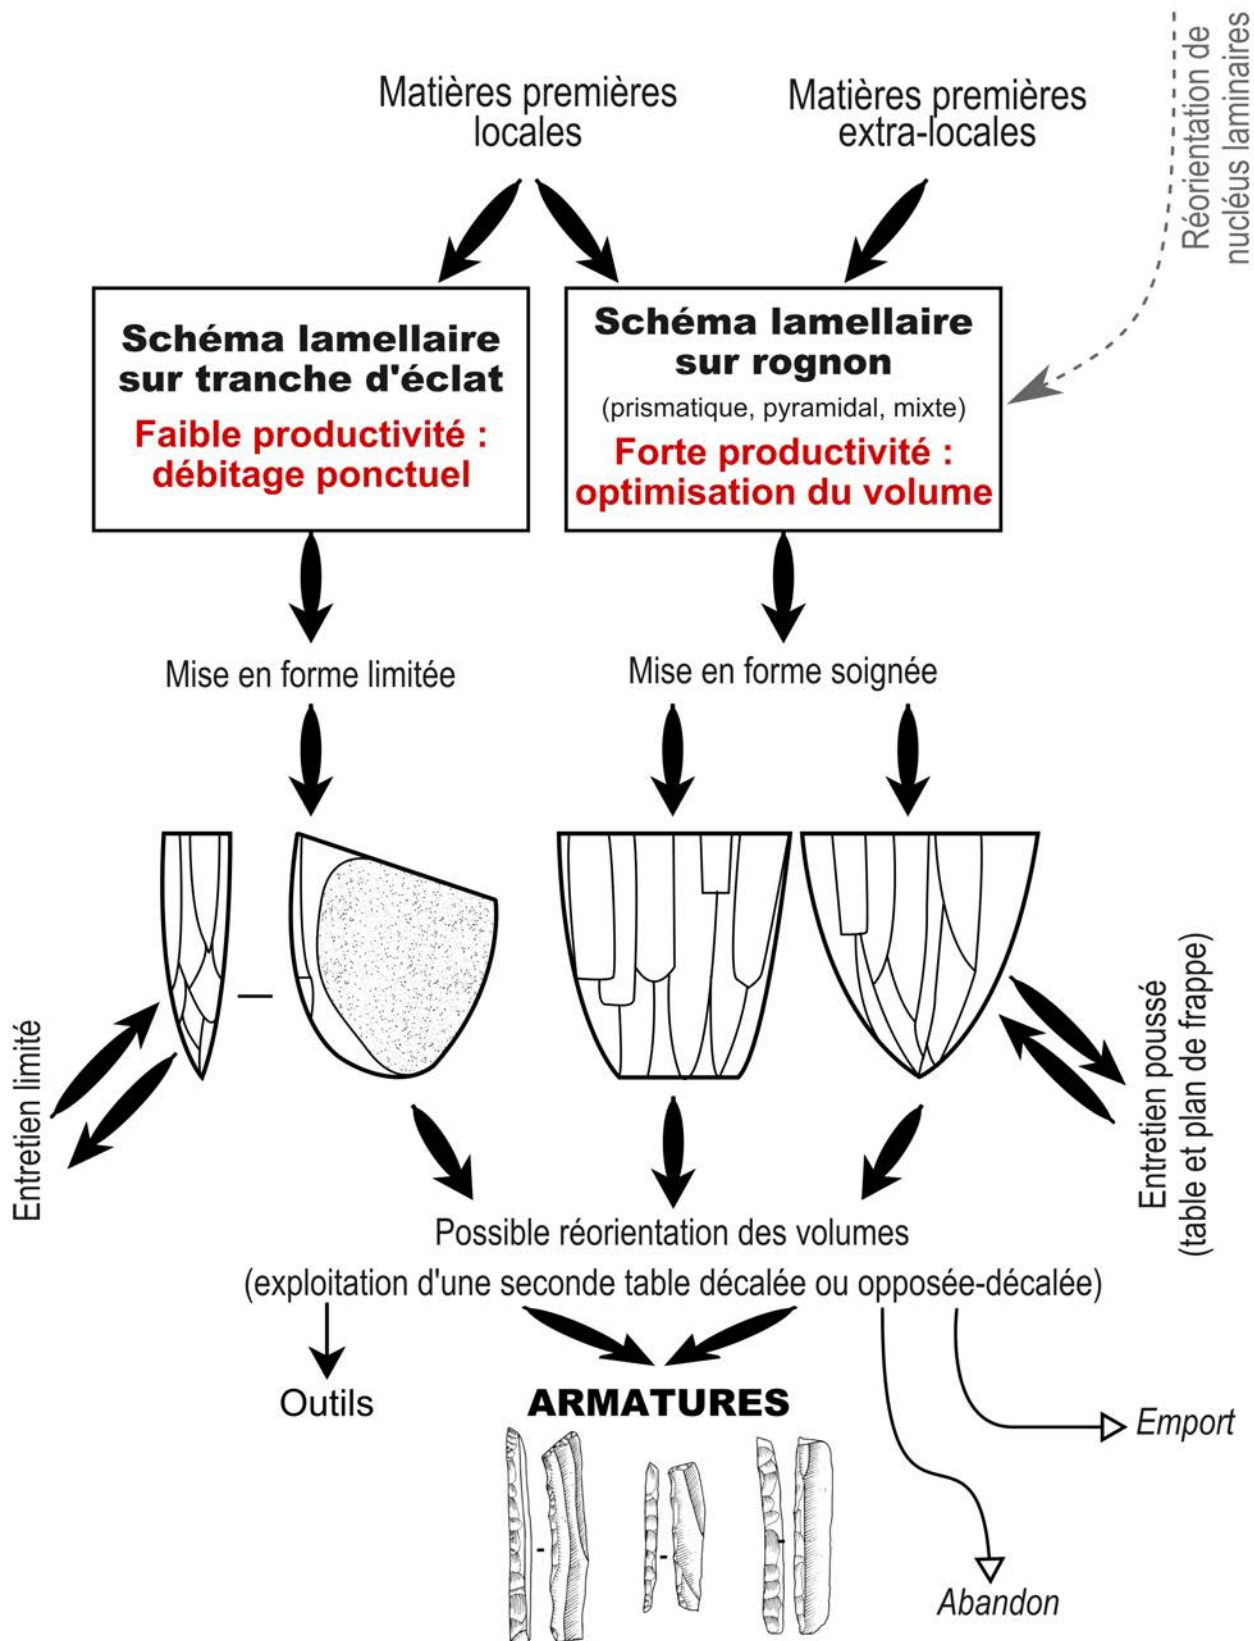 Matières premières
locales
Matières premières
extra-locales
Réorientation de
nucléus laminaires
Schéma lamellaire
sur tranche d'éclat
Faible productivité :
débitage ponctuel
Schéma lamellaire
sur rognon
(prismatique, pyramidal, mixte)
Forte productivité :
optimisation du volume
Mise en forme limitée
Mise en forme soignée
Entretien limité
Entretien poussé
(table et plan de frappe)
Possible réorientation des volumes
(exploitation d'une seconde table décalée ou opposée-décalée)
Outils
ARMATURES
Emport
Abandon